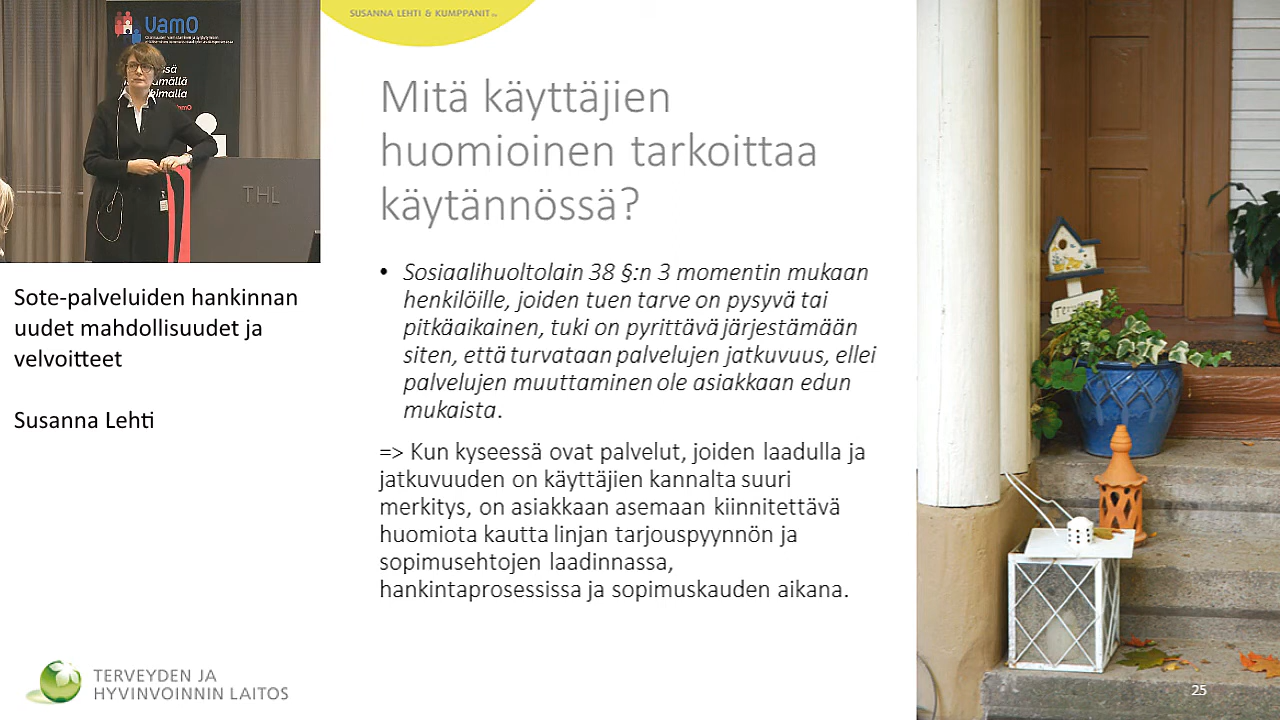 SUSANNA LEHTI & KUMPPANIT
VamO
THL
Sote-palveluiden hankinnan
uudet mahdollisuudet ja
velvoitteet
Susanna Lehti
Mitä käyttäjien
huomioinen tarkoittaa
käytännössä?
• Sosiaalihuoltolain 38 §:n 3 momentin mukaan
henkilöille, joiden tuen tarve on pysyvä tai
pitkäaikainen, tuki on pyrittävä järjestämään
siten, että turvataan palvelujen jatkuvuus, ellei
palvelujen muuttaminen ole asiakkaan edun
mukaista.
=> Kun kyseessä ovat palvelut, joiden laadulla ja
jatkuvuuden on käyttäjien kannalta suuri
merkitys, on asiakkaan asemaan kiinnitettävä
huomiota kautta linjan tarjouspyynnön ja
sopimusehtojen laadinnassa,
hankintaprosessissa ja sopimuskauden aikana.
TERVEYDEN JA
HYVINVOINNIN LAITOS
25